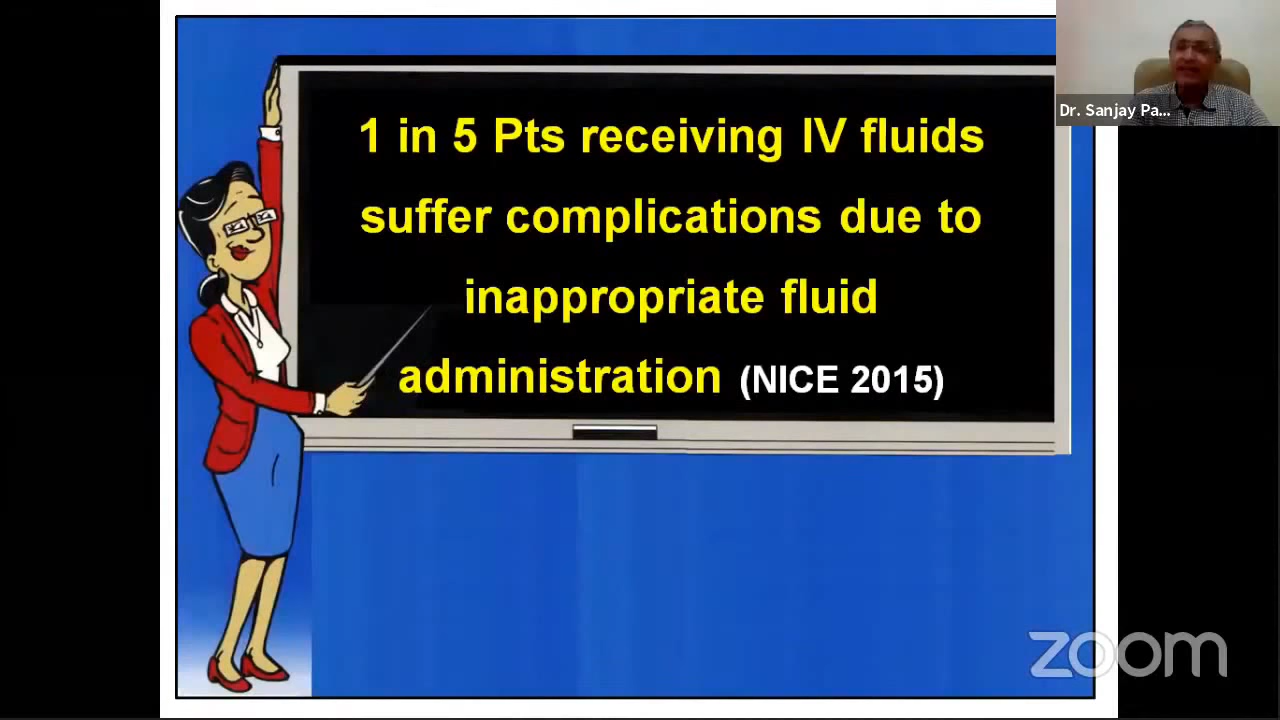 1 in 5 Pts receiving IV fluids
suffer complications due to
inappropriate fluid
administration (NICE 2015)
Dr. Sanjay Pa...
zoom